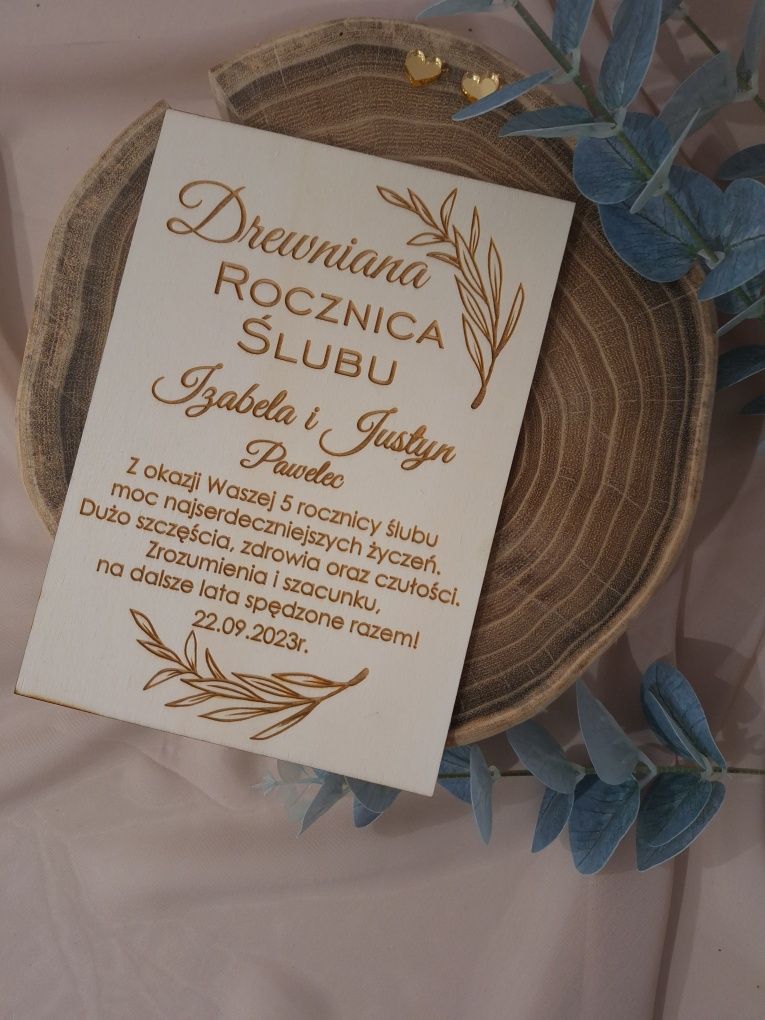 Drewniana
Rocznica
Ślubu
Izabela i Justyn
Pawelec
Z okazji Waszej 5 rocznicy ślubu
moc najserdeczniejszych życzeń.
Dużo szczęścia, zdrowia oraz czułości.
Zrozumienia i szacunku,
na dalsze lata spędzone razem!
22.09.2023r.